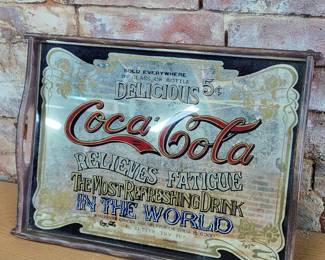 SOLD EVERYWHERE
DELICIOUS 5¢
Coca-Cola
RELIEVES FATIGUE
THE MOST REFRESHING DRINK
IN THE WORLD